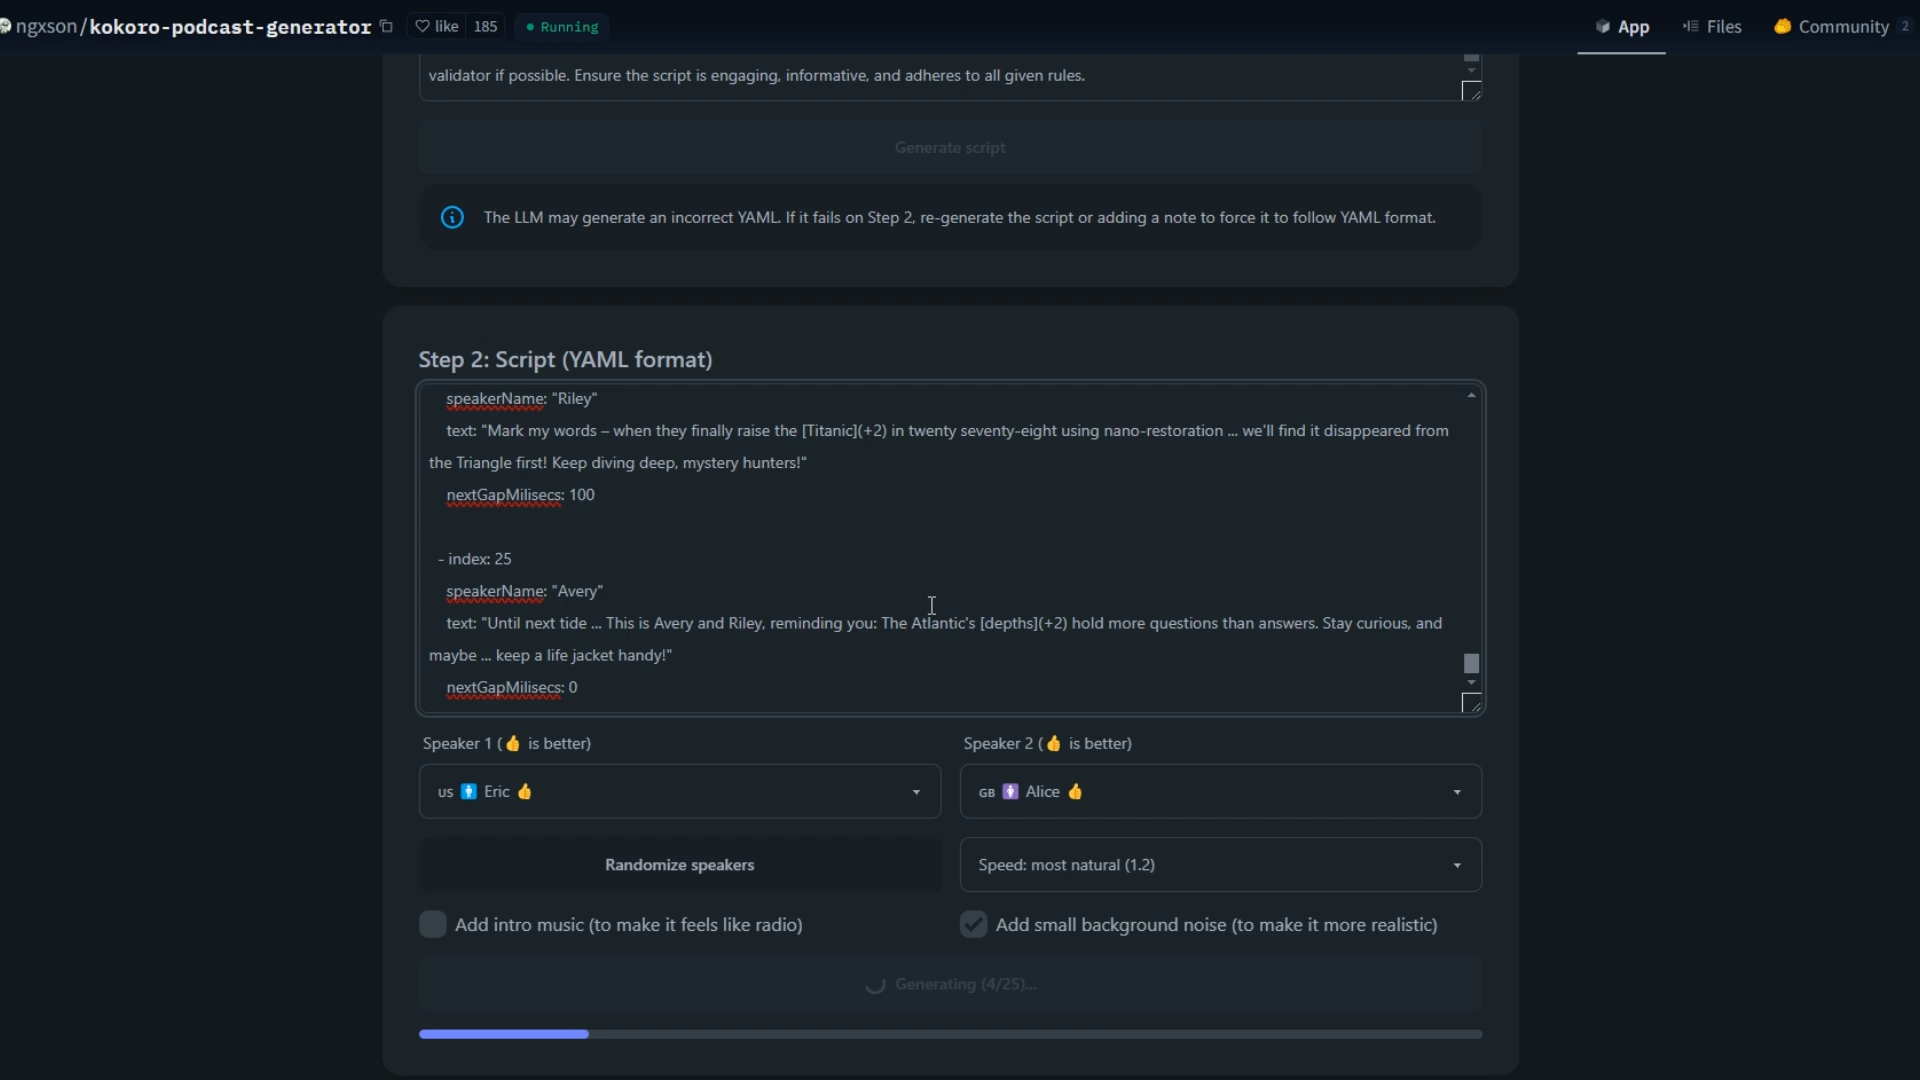 ngxson/kokoro-podcast-generator like 185 Running App Files Community 2
validator if possible. Ensure the script is engaging, informative, and adheres to all given rules.
Generate script
The LLM may generate an incorrect YAML. If it fails on Step 2, re-generate the script or adding a note to force it to follow YAML format.
Step 2: Script (YAML format)
speakerName: "Riley"
text: "Mark my words – when they finally raise the [Titanic](+2) in twenty seventy-eight using nano-restoration ... we'll find it disappeared from
the Triangle first! Keep diving deep, mystery hunters!"
nextGapMilisecs: 100
- index: 25
speakerName: "Avery"
text: "Until next tide ... This is Avery and Riley, reminding you: The Atlantic's [depths](+2) hold more questions than answers. Stay curious, and
maybe ... keep a life jacket handy!"
nextGapMilisecs: 0
Speaker 1 (👍 is better) Speaker 2 (👍 is better)
US 🚹 Eric 👍 GB 🚺 Alice 👍
Randomize speakers Speed: most natural (1.2)
Add intro music (to make it feels like radio) Add small background noise (to make it more realistic)
Generating (4/25)...